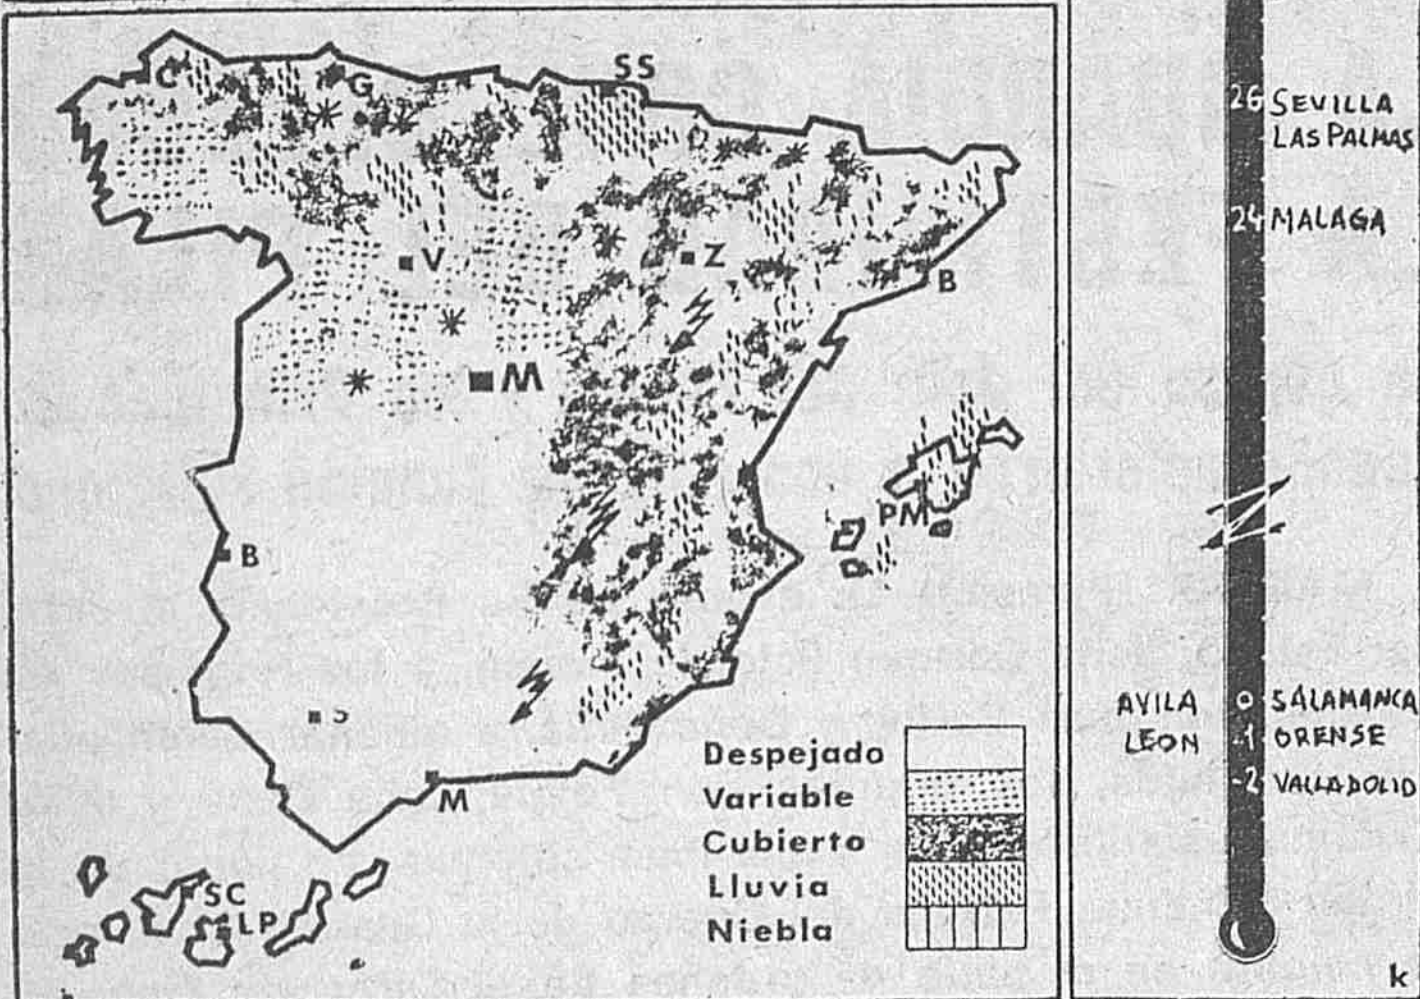 C
G
SS
V
Z
B
M
PM
B
S
M
SC
LP
Despejado
Variable
Cubierto
Lluvia
Niebla
26 SEVILLA
LAS PALMAS
24 MALAGA
AVILA 0 SALAMANCA
LEON -1 ORENSE
-2 VALLADOLID
k